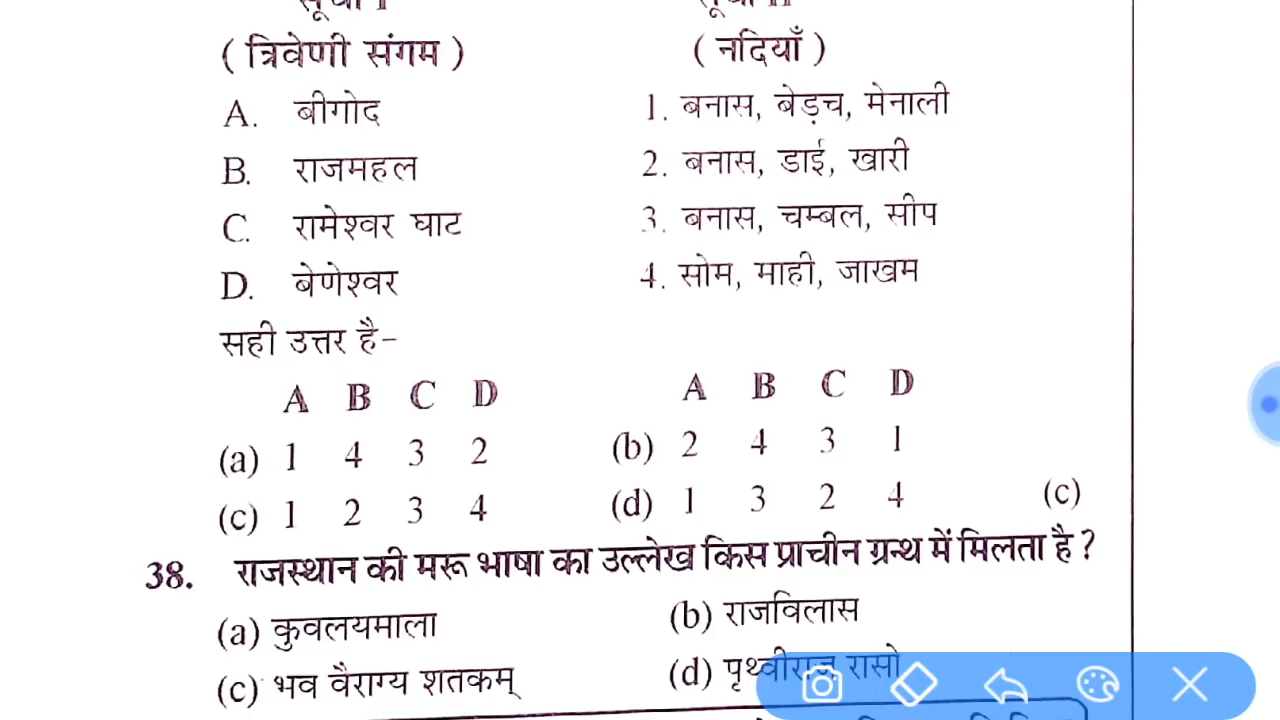 ( त्रिवेणी संगम ) ( नदियाँ )
A. बीगोद 1. बनास, बेड़च, मेनाली
B. राजमहल 2. बनास, डाई, खारी
C. रामेश्वर घाट 3. बनास, चम्बल, सीप
D. बेणेश्वर 4. सोम, माही, जाखम
सही उत्तर है-
A B C D A B C D
(a) 1 4 3 2 (b) 2 4 3 1
(c) 1 2 3 4 (d) 1 3 2 4 (c)
38. राजस्थान की मरू भाषा का उल्लेख किस प्राचीन ग्रन्थ में मिलता है ?
(a) कुवलयमाला (b) राजविलास
(c) भव वैराग्य शतकम् (d) पृथ्वीराज रासो